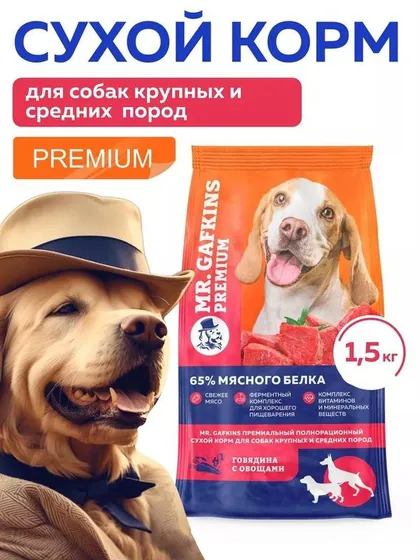 СУХОЙ КОРМ
для собак крупных и
средних пород
PREMIUM
MR. GAFKINS
PREMIUM
1,5 кг
65% МЯСНОГО БЕЛКА
СВЕЖЕЕ
МЯСО
ФЕРМЕНТНЫЙ
КОМПЛЕКС
ДЛЯ ХОРОШЕГО
ПИЩЕВАРЕНИЯ
КОМПЛЕКС
ВИТАМИНОВ
И МИНЕРАЛЬНЫХ
ВЕЩЕСТВ
MR. GAFKINS ПРЕМИАЛЬНЫЙ ПОЛНОРАЦИОННЫЙ
СУХОЙ КОРМ ДЛЯ СОБАК КРУПНЫХ И СРЕДНИХ ПОРОД
ГОВЯДИНА
С ОВОЩАМИ